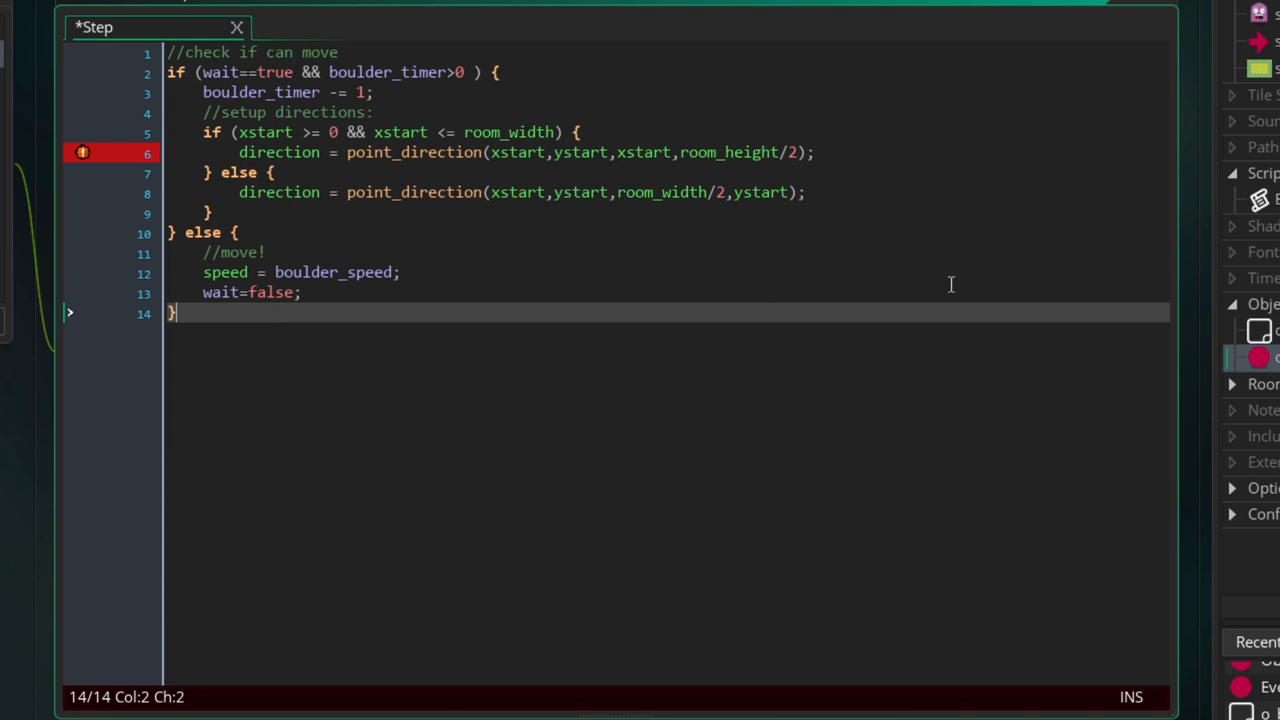 *Step X
1 //check if can move
2 if (wait==true && boulder_timer>0 ) {
3 boulder_timer -= 1;
4 //setup directions:
5 if (xstart >= 0 && xstart <= room_width) {
6 direction = point_direction(xstart,ystart,xstart,room_height/2);
7 } else {
8 direction = point_direction(xstart,ystart,room_width/2,ystart);
9 }
10 } else {
11 //move!
12 speed = boulder_speed;
13 wait=false;
14 }
14/14 Col:2 Ch:2 INS
s
s
s
Tile S
Soun
Path
Scrip
Shad
Font
Time
Obje
Roor
Note
Inclu
Exter
Optio
Conf
Recent
Eve